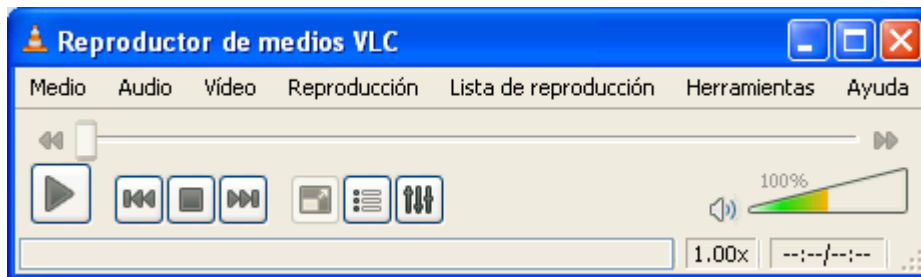 Reproductor de medios VLC
Medio Audio Vídeo Reproducción Lista de reproducción Herramientas Ayuda
100%
1.00x --:--/--:--